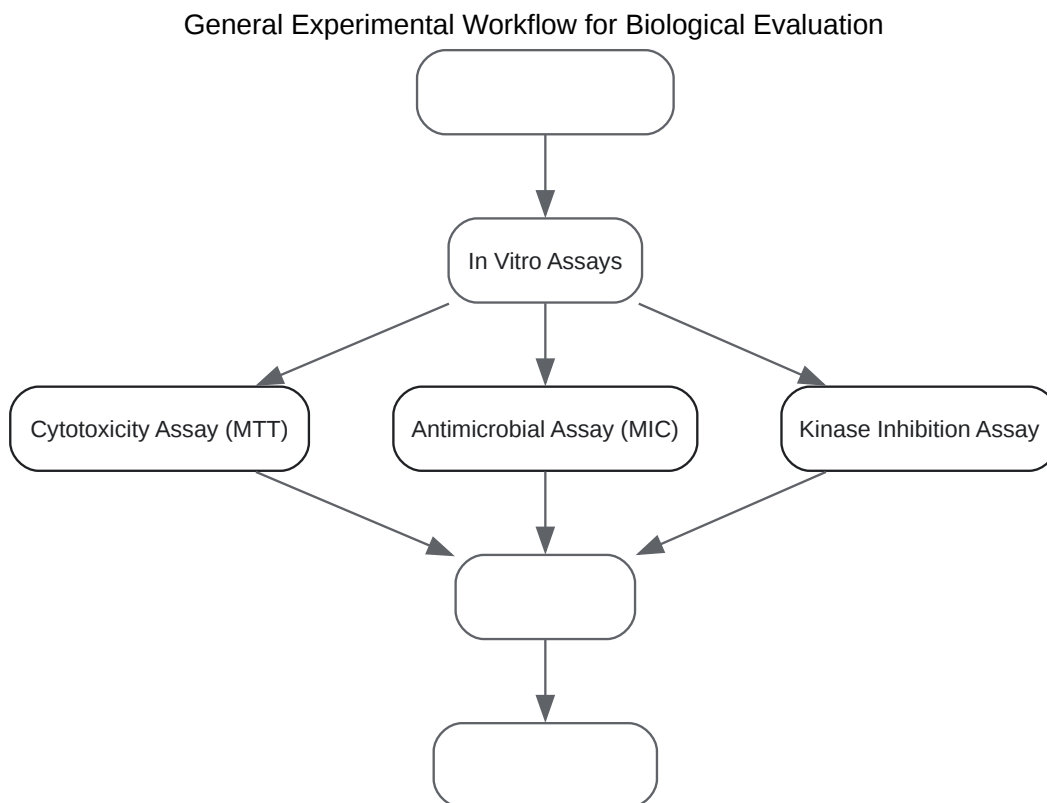 General Experimental Workflow for Biological Evaluation
In Vitro Assays
Cytotoxicity Assay (MTT)
Antimicrobial Assay (MIC)
Kinase Inhibition Assay